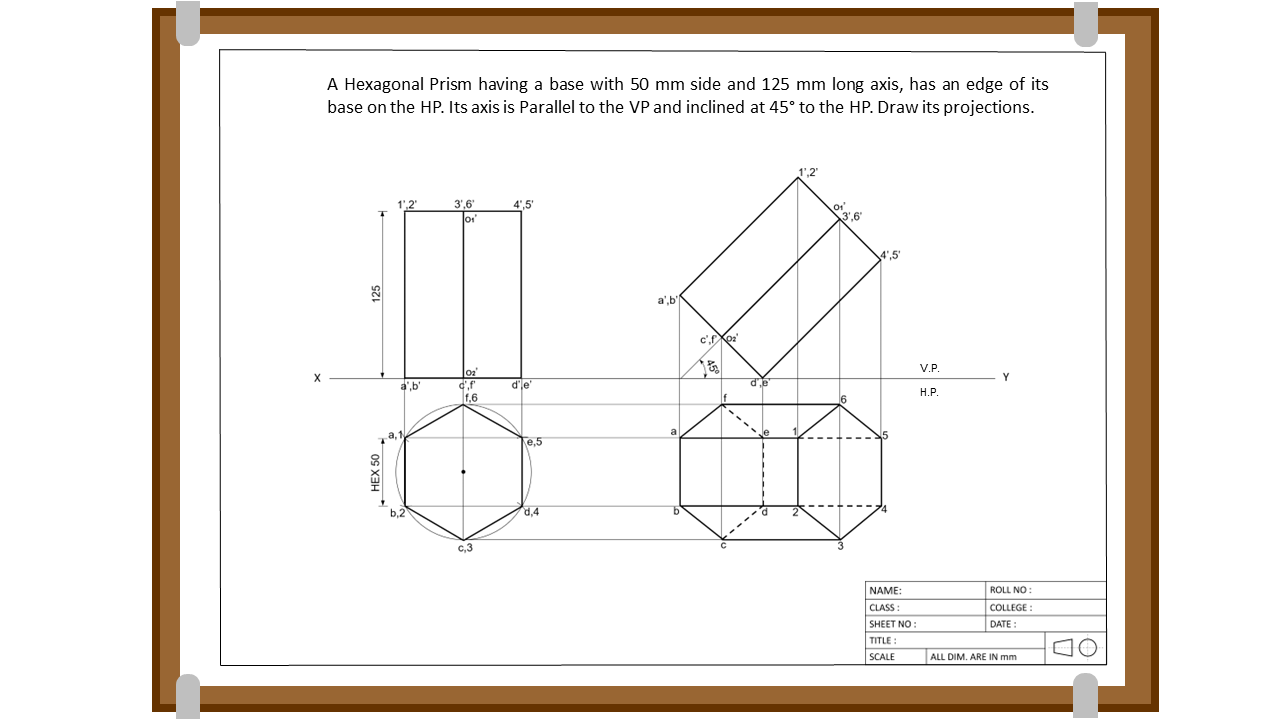 A Hexagonal Prism having a base with 50 mm side and 125 mm long axis, has an edge of its
base on the HP. Its axis is Parallel to the VP and inclined at 45° to the HP. Draw its projections.
1',2'
1',2' 3',6' 4',5'
o₁'
o₁'
3',6'
4',5'
125
a',b'
c',f' o₂'
45°
X
o₂'
V.P.
Y
a',b' c',f' d',e'
d',e'
H.P.
f,6
f 6
a,1 e,5
a e 1 5
HEX 50
b,2 d,4
b d 2 4
c,3
c 3
NAME: ROLL NO :
CLASS : COLLEGE :
SHEET NO : DATE :
TITLE :
SCALE ALL DIM. ARE IN mm